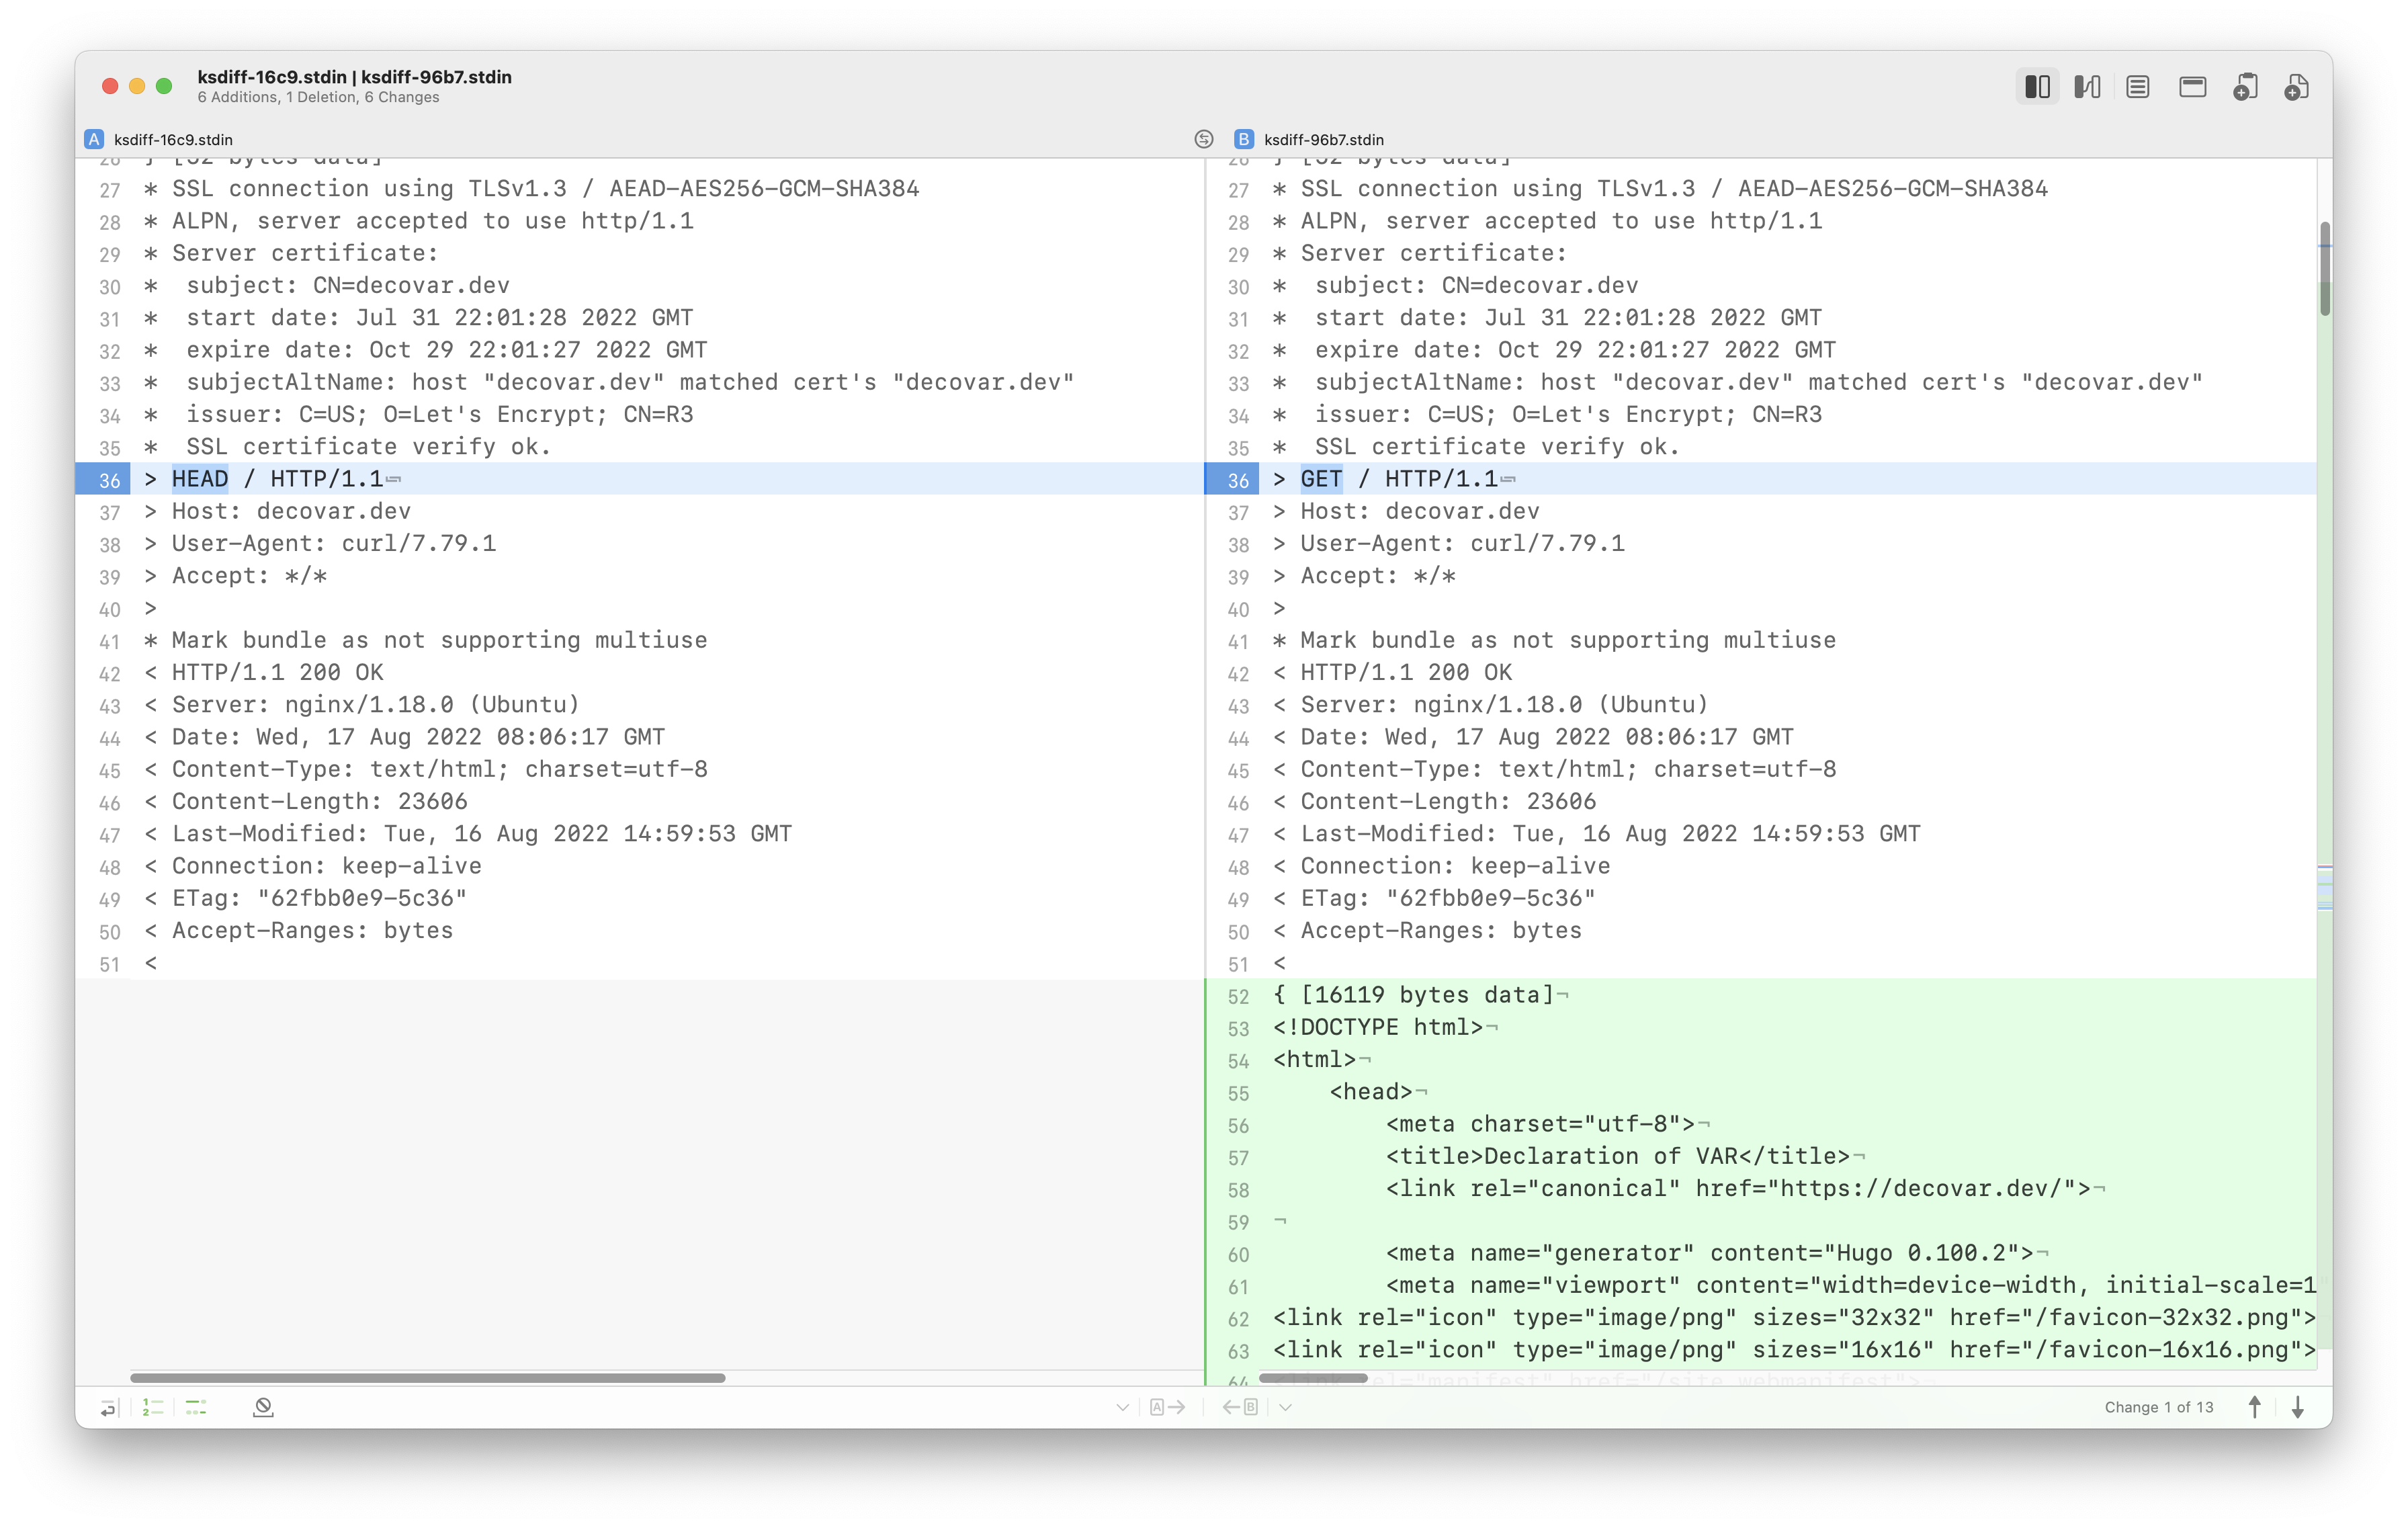 ksdiff-16c9.stdin | ksdiff-96b7.stdin
6 Additions, 1 Deletion, 6 Changes
A ksdiff-16c9.stdin
B ksdiff-96b7.stdin
26 } [32 bytes data]
27 * SSL connection using TLSv1.3 / AEAD-AES256-GCM-SHA384
28 * ALPN, server accepted to use http/1.1
29 * Server certificate:
30 *  subject: CN=decovar.dev
31 *  start date: Jul 31 22:01:28 2022 GMT
32 *  expire date: Oct 29 22:01:27 2022 GMT
33 *  subjectAltName: host "decovar.dev" matched cert's "decovar.dev"
34 *  issuer: C=US; O=Let's Encrypt; CN=R3
35 *  SSL certificate verify ok.
36 > HEAD / HTTP/1.1
37 > Host: decovar.dev
38 > User-Agent: curl/7.79.1
39 > Accept: */*
40 >
41 * Mark bundle as not supporting multiuse
42 < HTTP/1.1 200 OK
43 < Server: nginx/1.18.0 (Ubuntu)
44 < Date: Wed, 17 Aug 2022 08:06:17 GMT
45 < Content-Type: text/html; charset=utf-8
46 < Content-Length: 23606
47 < Last-Modified: Tue, 16 Aug 2022 14:59:53 GMT
48 < Connection: keep-alive
49 < ETag: "62fbb0e9-5c36"
50 < Accept-Ranges: bytes
51 <
26 } [32 bytes data]
27 * SSL connection using TLSv1.3 / AEAD-AES256-GCM-SHA384
28 * ALPN, server accepted to use http/1.1
29 * Server certificate:
30 *  subject: CN=decovar.dev
31 *  start date: Jul 31 22:01:28 2022 GMT
32 *  expire date: Oct 29 22:01:27 2022 GMT
33 *  subjectAltName: host "decovar.dev" matched cert's "decovar.dev"
34 *  issuer: C=US; O=Let's Encrypt; CN=R3
35 *  SSL certificate verify ok.
36 > GET / HTTP/1.1
37 > Host: decovar.dev
38 > User-Agent: curl/7.79.1
39 > Accept: */*
40 >
41 * Mark bundle as not supporting multiuse
42 < HTTP/1.1 200 OK
43 < Server: nginx/1.18.0 (Ubuntu)
44 < Date: Wed, 17 Aug 2022 08:06:17 GMT
45 < Content-Type: text/html; charset=utf-8
46 < Content-Length: 23606
47 < Last-Modified: Tue, 16 Aug 2022 14:59:53 GMT
48 < Connection: keep-alive
49 < ETag: "62fbb0e9-5c36"
50 < Accept-Ranges: bytes
51 <
52 { [16119 bytes data]¬
53 <!DOCTYPE html>¬
54 <html>¬
55     <head>¬
56         <meta charset="utf-8">¬
57         <title>Declaration of VAR</title>¬
58         <link rel="canonical" href="https://decovar.dev/">¬
59 ¬
60         <meta name="generator" content="Hugo 0.100.2">¬
61         <meta name="viewport" content="width=device-width, initial-scale=1"
62 <link rel="icon" type="image/png" sizes="32x32" href="/favicon-32x32.png">
63 <link rel="icon" type="image/png" sizes="16x16" href="/favicon-16x16.png">
64 <link rel="manifest" href="/site.webmanifest">¬
A
B
Change 1 of 13